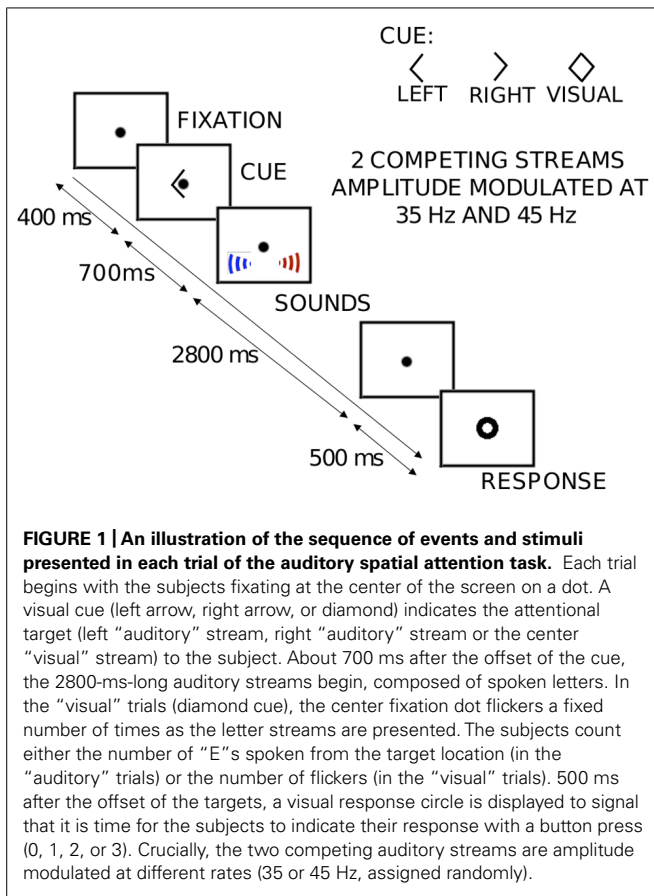 CUE:
LEFT RIGHT VISUAL
FIXATION
CUE
2 COMPETING STREAMS
AMPLITUDE MODULATED AT
35 Hz AND 45 Hz
400 ms
700ms
SOUNDS
2800 ms
500 ms
RESPONSE
FIGURE 1 | An illustration of the sequence of events and stimuli
presented in each trial of the auditory spatial attention task. Each trial
begins with the subjects fixating at the center of the screen on a dot. A
visual cue (left arrow, right arrow, or diamond) indicates the attentional
target (left “auditory” stream, right “auditory” stream or the center
“visual” stream) to the subject. About 700 ms after the offset of the cue,
the 2800-ms-long auditory streams begin, composed of spoken letters. In
the “visual” trials (diamond cue), the center fixation dot flickers a fixed
number of times as the letter streams are presented. The subjects count
either the number of “E”s spoken from the target location (in the
“auditory” trials) or the number of flickers (in the “visual” trials). 500 ms
after the offset of the targets, a visual response circle is displayed to signal
that it is time for the subjects to indicate their response with a button press
(0, 1, 2, or 3). Crucially, the two competing auditory streams are amplitude
modulated at different rates (35 or 45 Hz, assigned randomly).